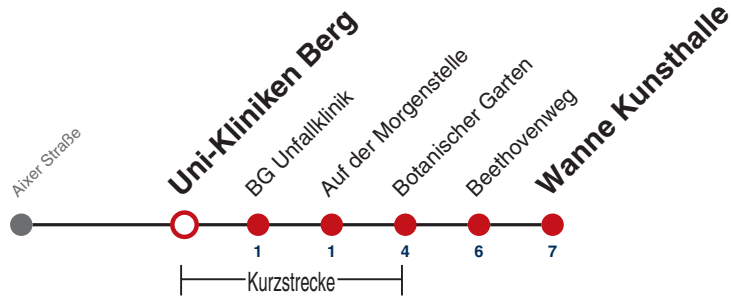 Aixer Straße
Uni-Kliniken Berg
BG Unfallklinik
Auf der Morgenstelle
Botanischer Garten
Beethovenweg
Wanne Kunsthalle
1 1 4 6 7
Kurzstrecke